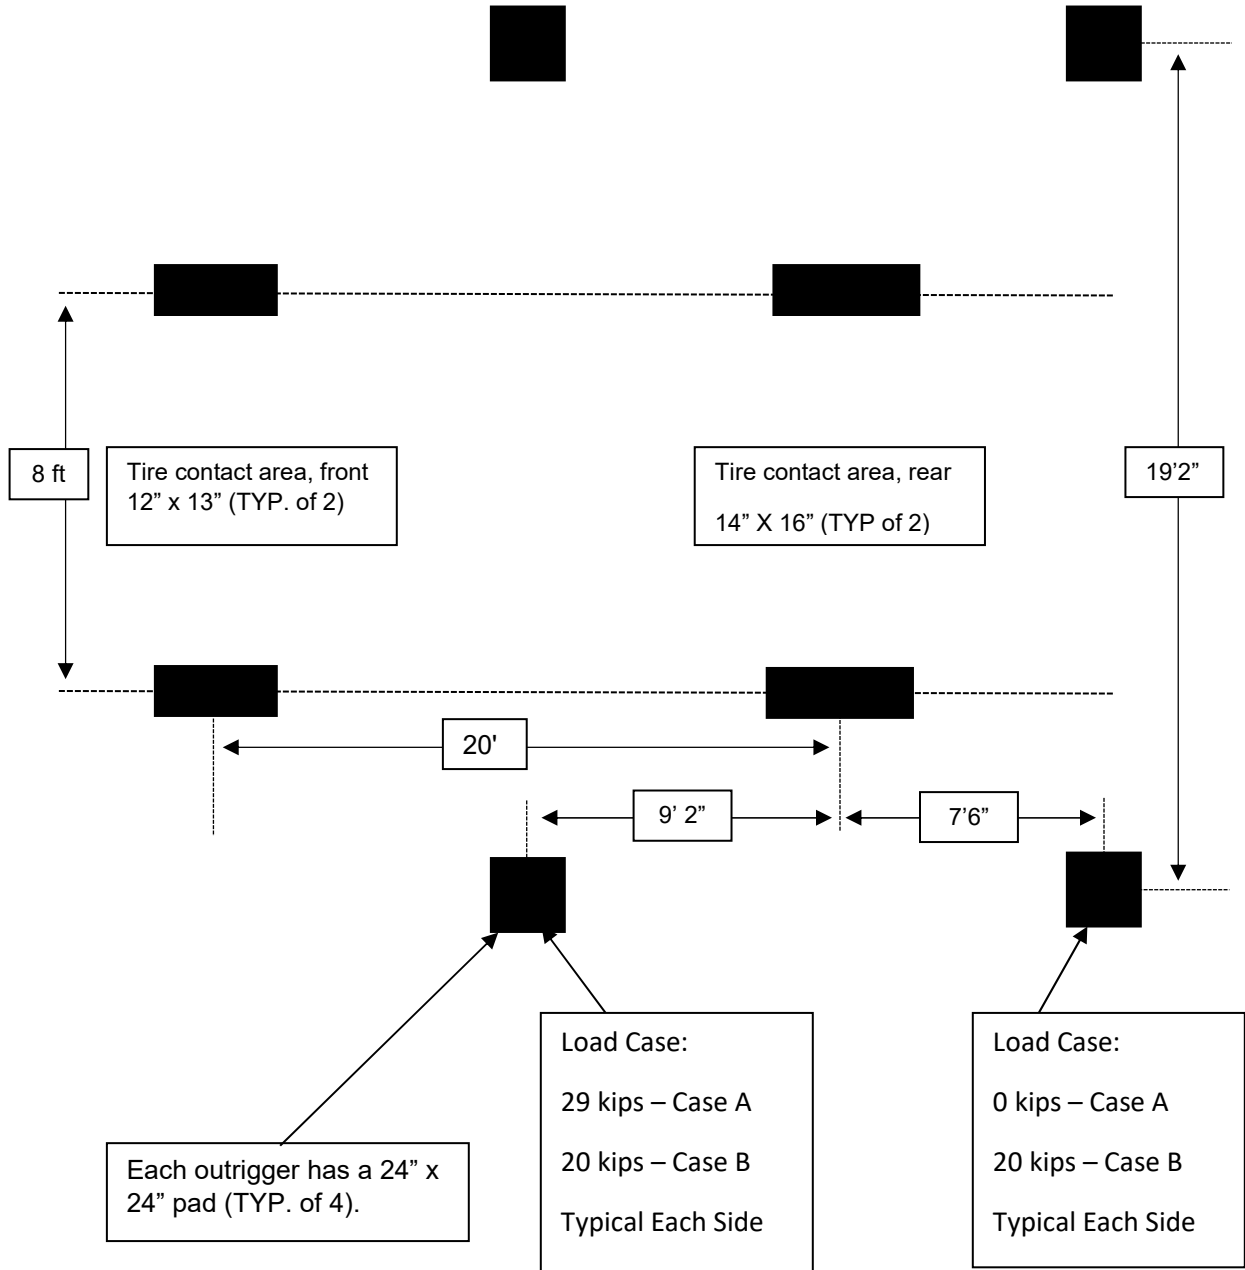 8 ft
Tire contact area, front
12” x 13” (TYP. of 2)
Tire contact area, rear
14” X 16” (TYP of 2)
19’2”
20'
9’ 2”
7’6”
Each outrigger has a 24” x
24” pad (TYP. of 4).
Load Case:
29 kips – Case A
20 kips – Case B
Typical Each Side
Load Case:
0 kips – Case A
20 kips – Case B
Typical Each Side